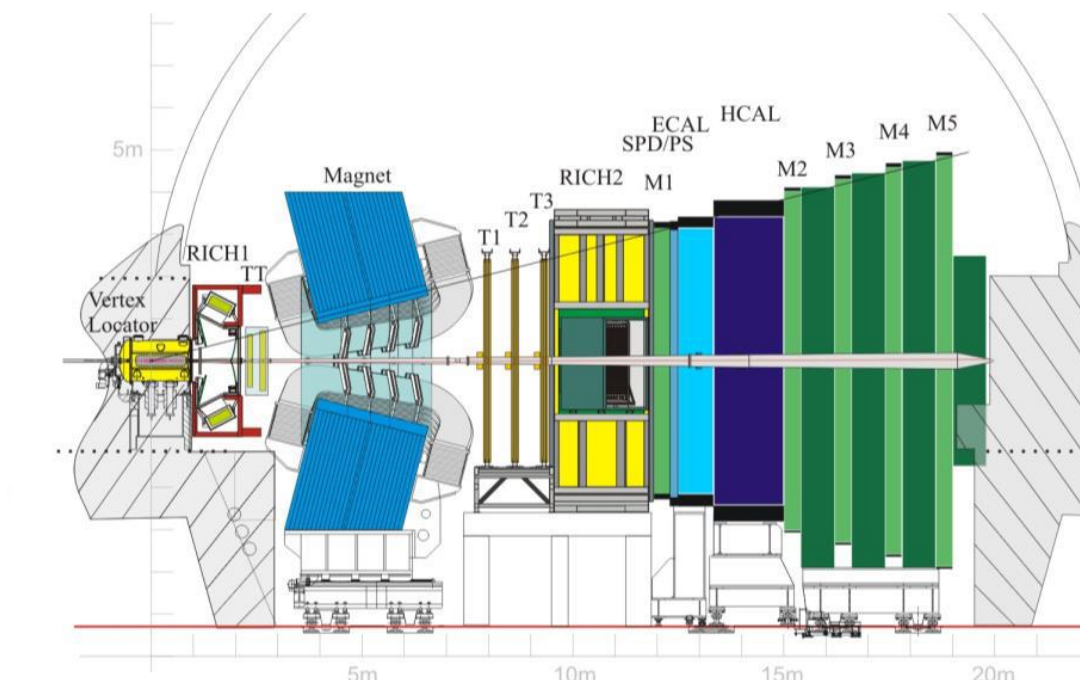 HCAL
ECAL
SPD/PS
M5
M4
M3
M2
5m
Magnet
RICH2
M1
T3
T2
T1
RICH1
TT
Vertex
Locator
5m
10m
15m
20m